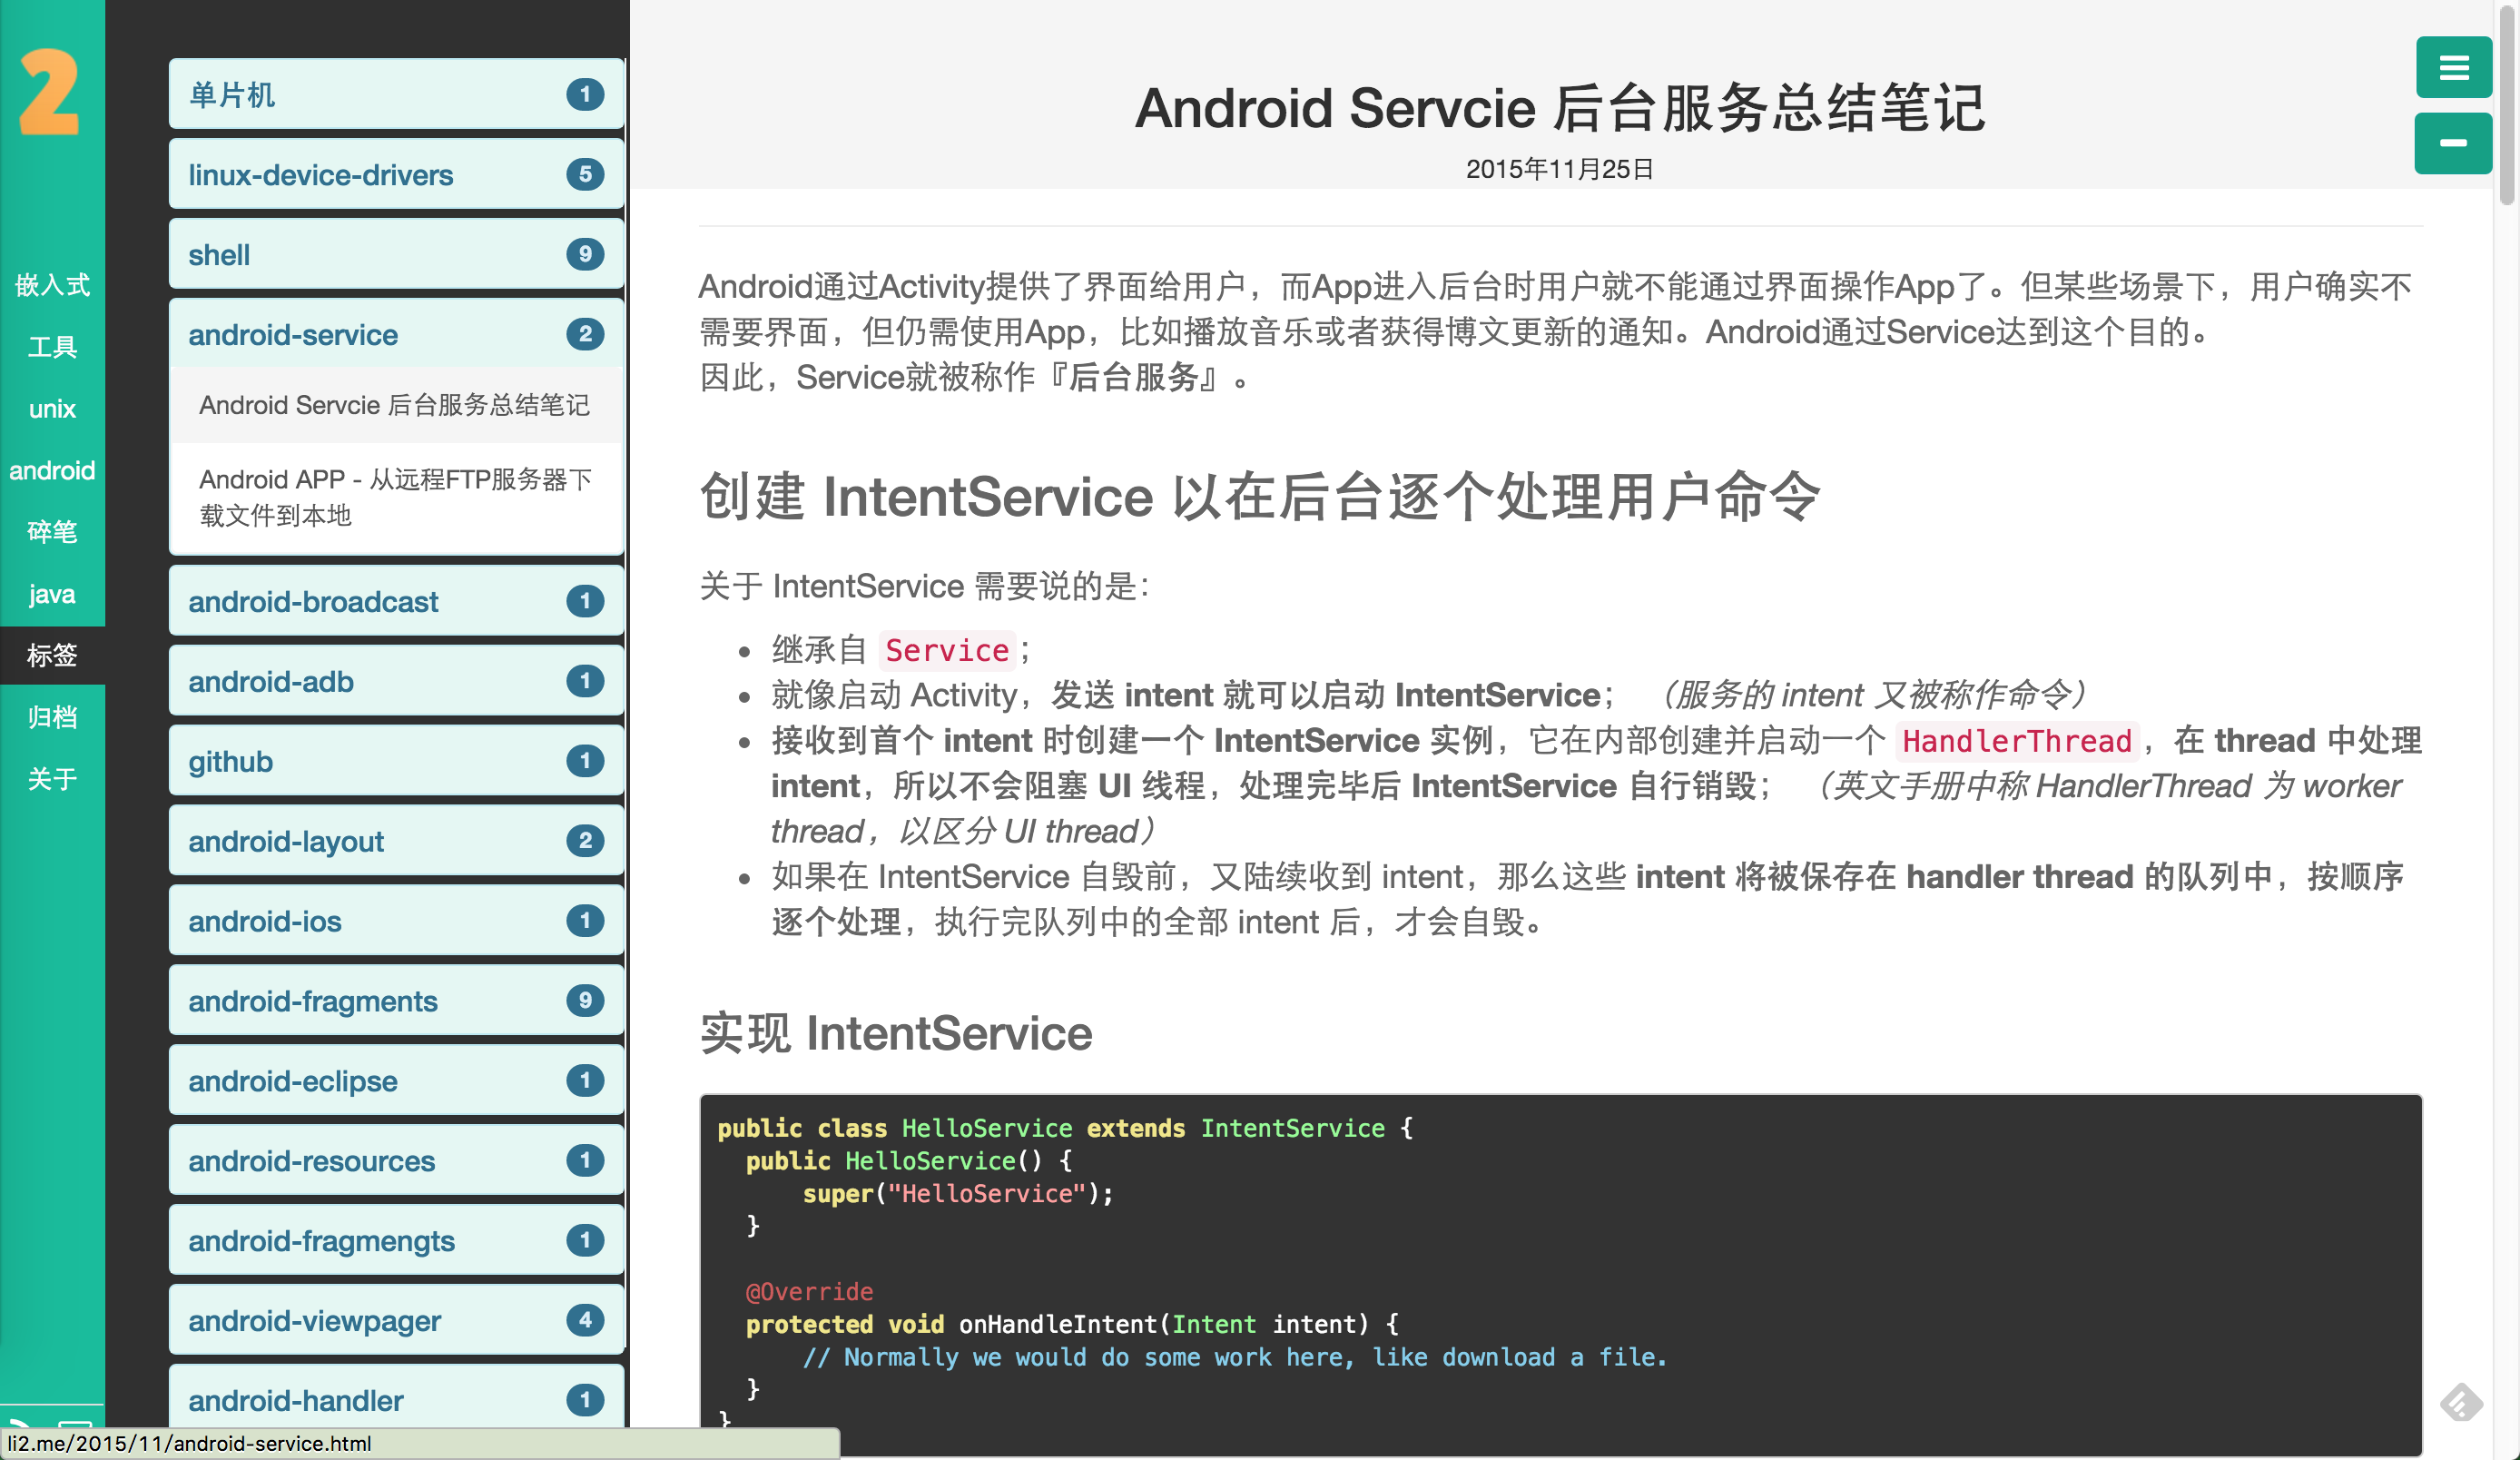 2
嵌入式
工具
unix
android
碎笔
java
标签
归档
关于
单片机 1
linux-device-drivers 5
shell 9
android-service 2
Android Servcie 后台服务总结笔记
Android APP - 从远程FTP服务器下
载文件到本地
android-broadcast 1
android-adb 1
github 1
android-layout 2
android-ios 1
android-fragments 9
android-eclipse 1
android-resources 1
android-fragmengts 1
android-viewpager 4
android-handler 1
li2.me/2015/11/android-service.html
Android Servcie 后台服务总结笔记
2015年11月25日
Android通过Activity提供了界面给用户，而App进入后台时用户就不能通过界面操作App了。但某些场景下，用户确实不
需要界面，但仍需使用App，比如播放音乐或者获得博文更新的通知。Android通过Service达到这个目的。
因此，Service就被称作『后台服务』。
创建 IntentService 以在后台逐个处理用户命令
关于 IntentService 需要说的是：
继承自 Service；
就像启动 Activity，发送 intent 就可以启动 IntentService； （服务的 intent 又被称作命令）
接收到首个 intent 时创建一个 IntentService 实例，它在内部创建并启动一个 HandlerThread，在 thread 中处理
intent，所以不会阻塞 UI 线程，处理完毕后 IntentService 自行销毁； （英文手册中称 HandlerThread 为 worker
thread，以区分 UI thread）
如果在 IntentService 自毁前，又陆续收到 intent，那么这些 intent 将被保存在 handler thread 的队列中，按顺序
逐个处理，执行完队列中的全部 intent 后，才会自毁。
实现 IntentService
public class HelloService extends IntentService {
public HelloService() {
super("HelloService");
}
@Override
protected void onHandleIntent(Intent intent) {
// Normally we would do some work here, like download a file.
}
}